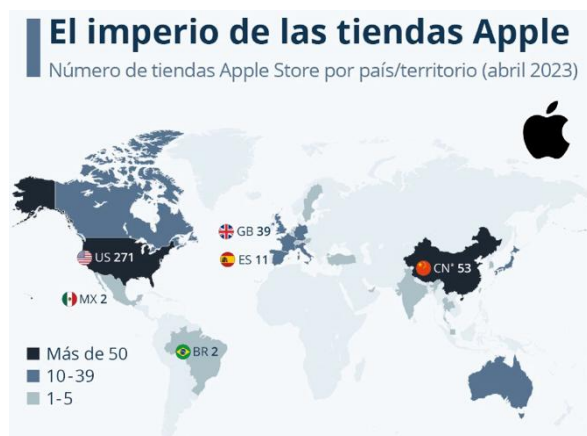 El imperio de las tiendas Apple
Número de tiendas Apple Store por país/territorio (abril 2023)
GB 39
US 271
ES 11
CN* 53
MX 2
BR 2
Más de 50
10-39
1-5